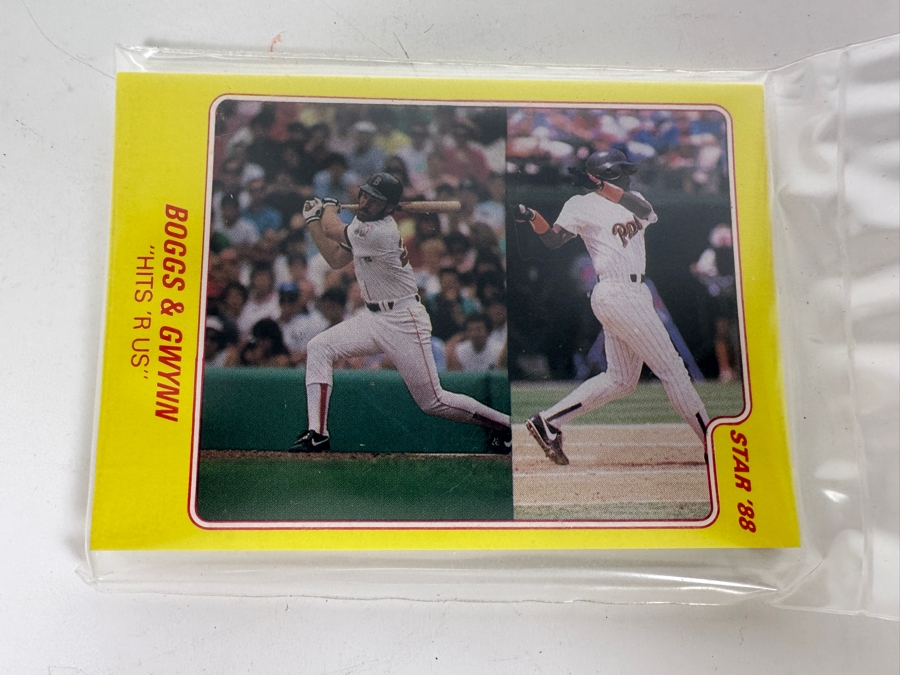 STAR '88
BOGGS & GWYNN
"HITS 'R US"